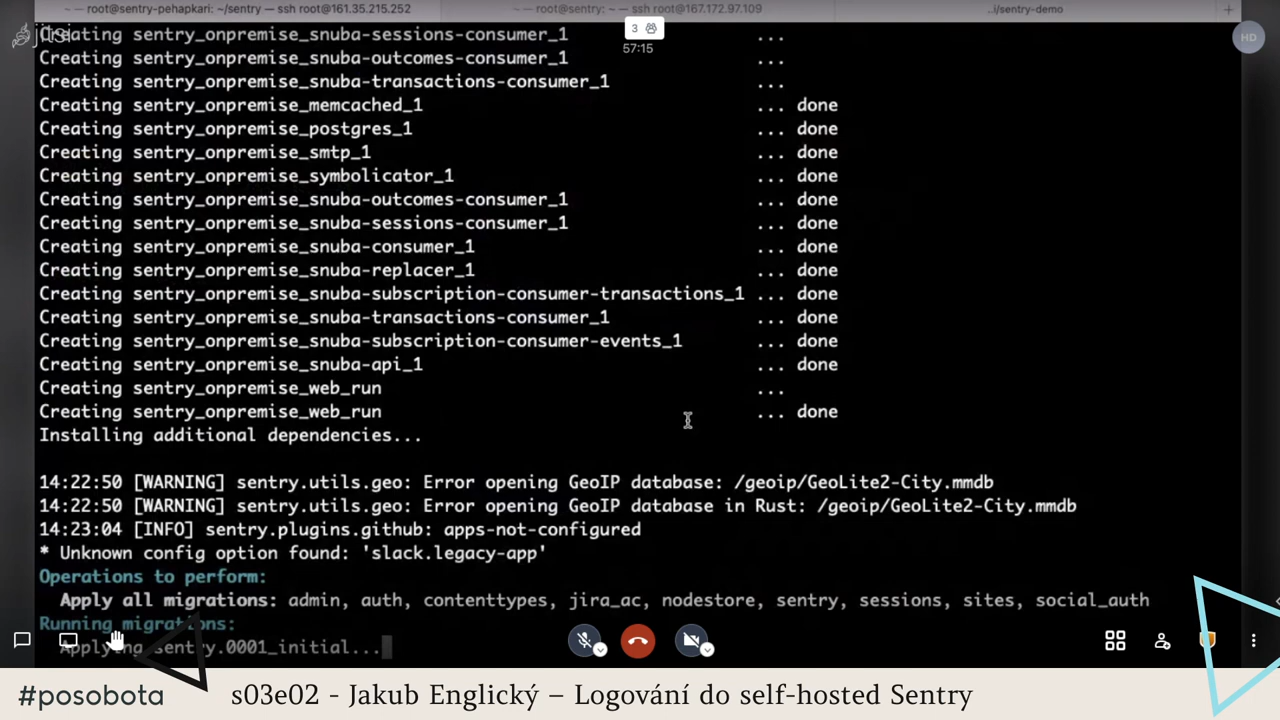 ~ — root@sentry-pehapkari: ~/sentry — ssh root@161.35.215.252
~ — root@sentry: ~ — ssh root@167.172.97.109
..i/sentry-demo
+
jitsi
3
HD
57:15
Creating sentry_onpremise_snuba-sessions-consumer_1 ...
Creating sentry_onpremise_snuba-outcomes-consumer_1 ...
Creating sentry_onpremise_snuba-transactions-consumer_1 ...
Creating sentry_onpremise_memcached_1 ... done
Creating sentry_onpremise_postgres_1 ... done
Creating sentry_onpremise_smtp_1 ... done
Creating sentry_onpremise_symbolicator_1 ... done
Creating sentry_onpremise_snuba-outcomes-consumer_1 ... done
Creating sentry_onpremise_snuba-sessions-consumer_1 ... done
Creating sentry_onpremise_snuba-consumer_1 ... done
Creating sentry_onpremise_snuba-replacer_1 ... done
Creating sentry_onpremise_snuba-subscription-consumer-transactions_1 ... done
Creating sentry_onpremise_snuba-transactions-consumer_1 ... done
Creating sentry_onpremise_snuba-subscription-consumer-events_1 ... done
Creating sentry_onpremise_snuba-api_1 ... done
Creating sentry_onpremise_web_run ...
Creating sentry_onpremise_web_run ... done
Installing additional dependencies...
14:22:50 [WARNING] sentry.utils.geo: Error opening GeoIP database: /geoip/GeoLite2-City.mmdb
14:22:50 [WARNING] sentry.utils.geo: Error opening GeoIP database in Rust: /geoip/GeoLite2-City.mmdb
14:23:04 [INFO] sentry.plugins.github: apps-not-configured
* Unknown config option found: 'slack.legacy-app'
Operations to perform:
Apply all migrations: admin, auth, contenttypes, jira_ac, nodestore, sentry, sessions, sites, social_auth
Running migrations:
Applying sentry.0001_initial...
#posobota
s03e02 - Jakub Englický – Logování do self-hosted Sentry